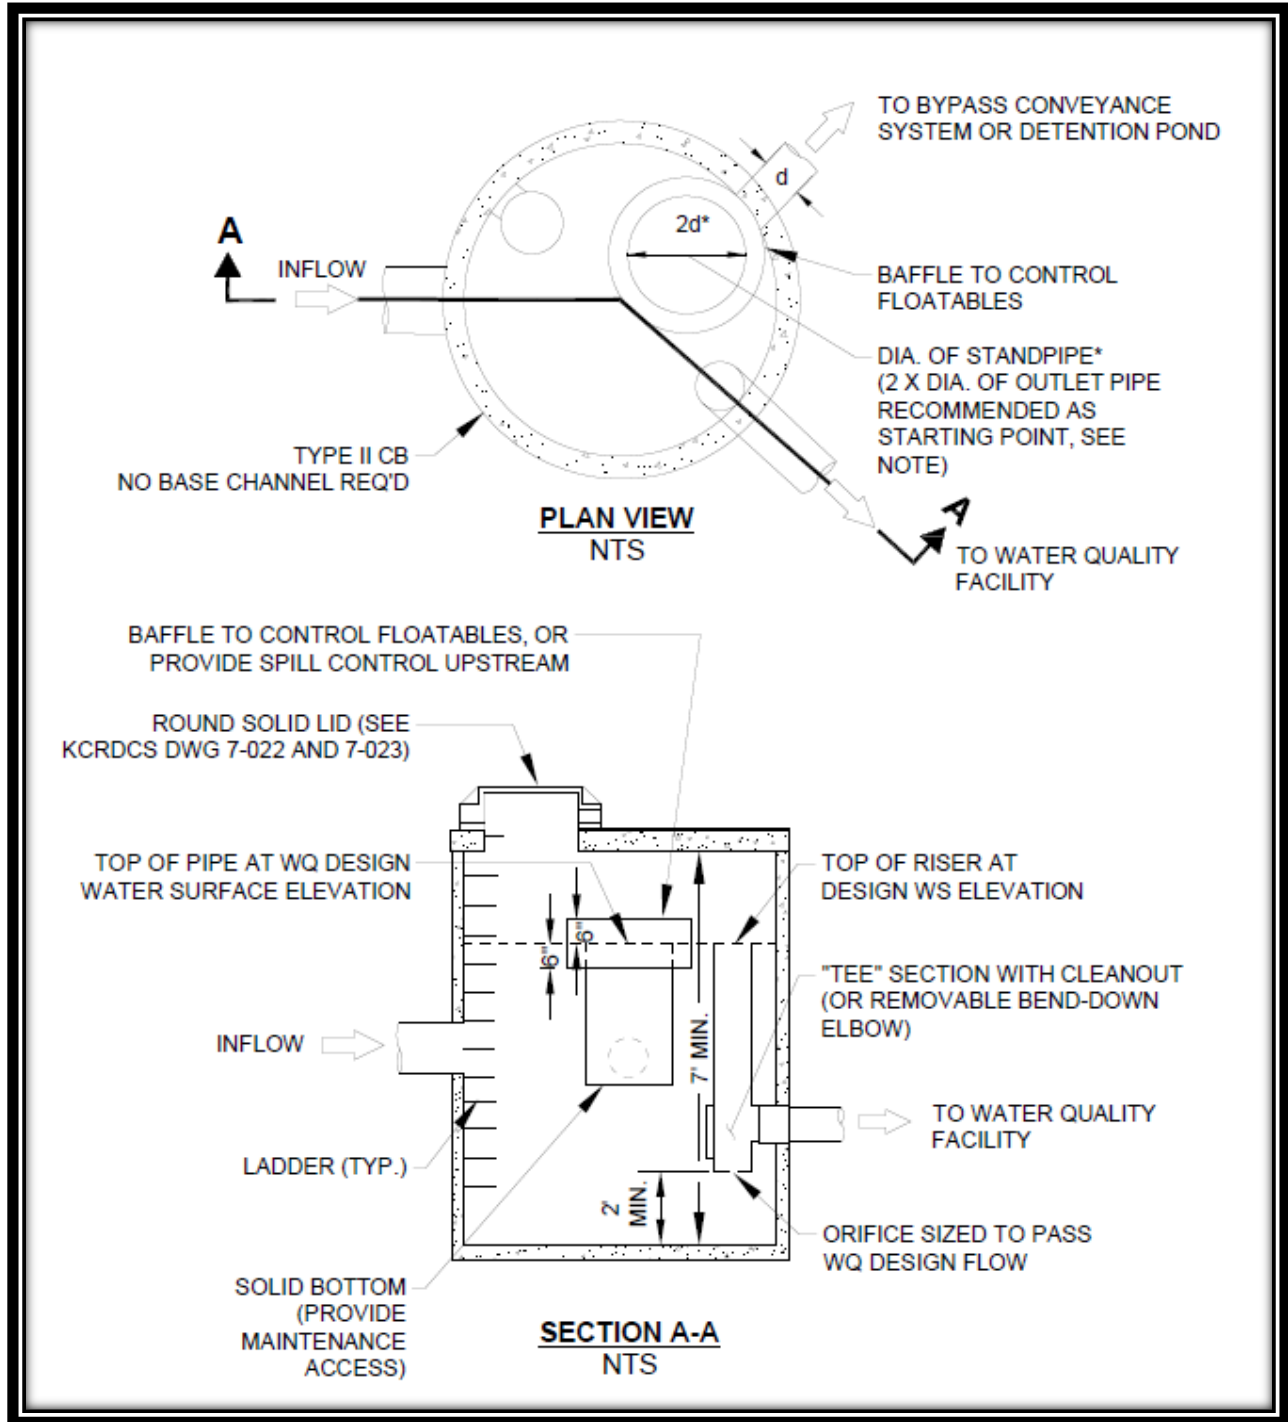 TO BYPASS CONVEYANCE
SYSTEM OR DETENTION POND
d
2d*
A
INFLOW
BAFFLE TO CONTROL
FLOATABLES
DIA. OF STANDPIPE*
(2 X DIA. OF OUTLET PIPE
RECOMMENDED AS
STARTING POINT, SEE
NOTE)
TYPE II CB
NO BASE CHANNEL REQ'D
PLAN VIEW
NTS
A
TO WATER QUALITY
FACILITY
BAFFLE TO CONTROL FLOATABLES, OR
PROVIDE SPILL CONTROL UPSTREAM
ROUND SOLID LID (SEE
KCRDCS DWG 7-022 AND 7-023)
TOP OF PIPE AT WQ DESIGN
WATER SURFACE ELEVATION
TOP OF RISER AT
DESIGN WS ELEVATION
6"
6"
"TEE" SECTION WITH CLEANOUT
(OR REMOVABLE BEND-DOWN
ELBOW)
INFLOW
7' MIN.
TO WATER QUALITY
FACILITY
LADDER (TYP.)
2'
MIN.
ORIFICE SIZED TO PASS
WQ DESIGN FLOW
SOLID BOTTOM
(PROVIDE
MAINTENANCE
ACCESS)
SECTION A-A
NTS